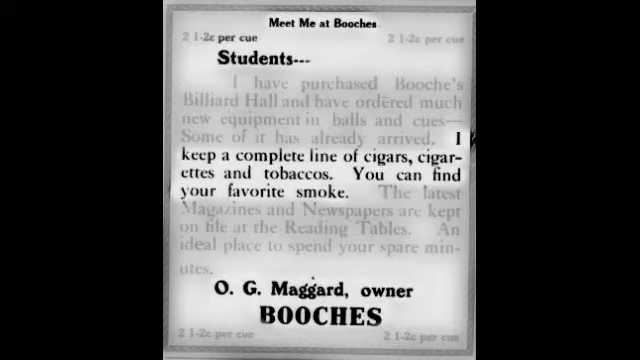 Meet Me at Booches
2 1-2c per cue 2 1-2c per cue
Students---
I have purchased Booche's
Billiard Hall and have ordered much
new equipment in balls and cues—
Some of it has already arrived. I
keep a complete line of cigars, cigar-
ettes and tobaccos. You can find
your favorite smoke. The latest
Magazines and Newspapers are kept
on file at the Reading Tables. An
ideal place to spend your spare min-
utes.
O. G. Maggard, owner
BOOCHES
2 1-2c per cue 2 1-2c per cue